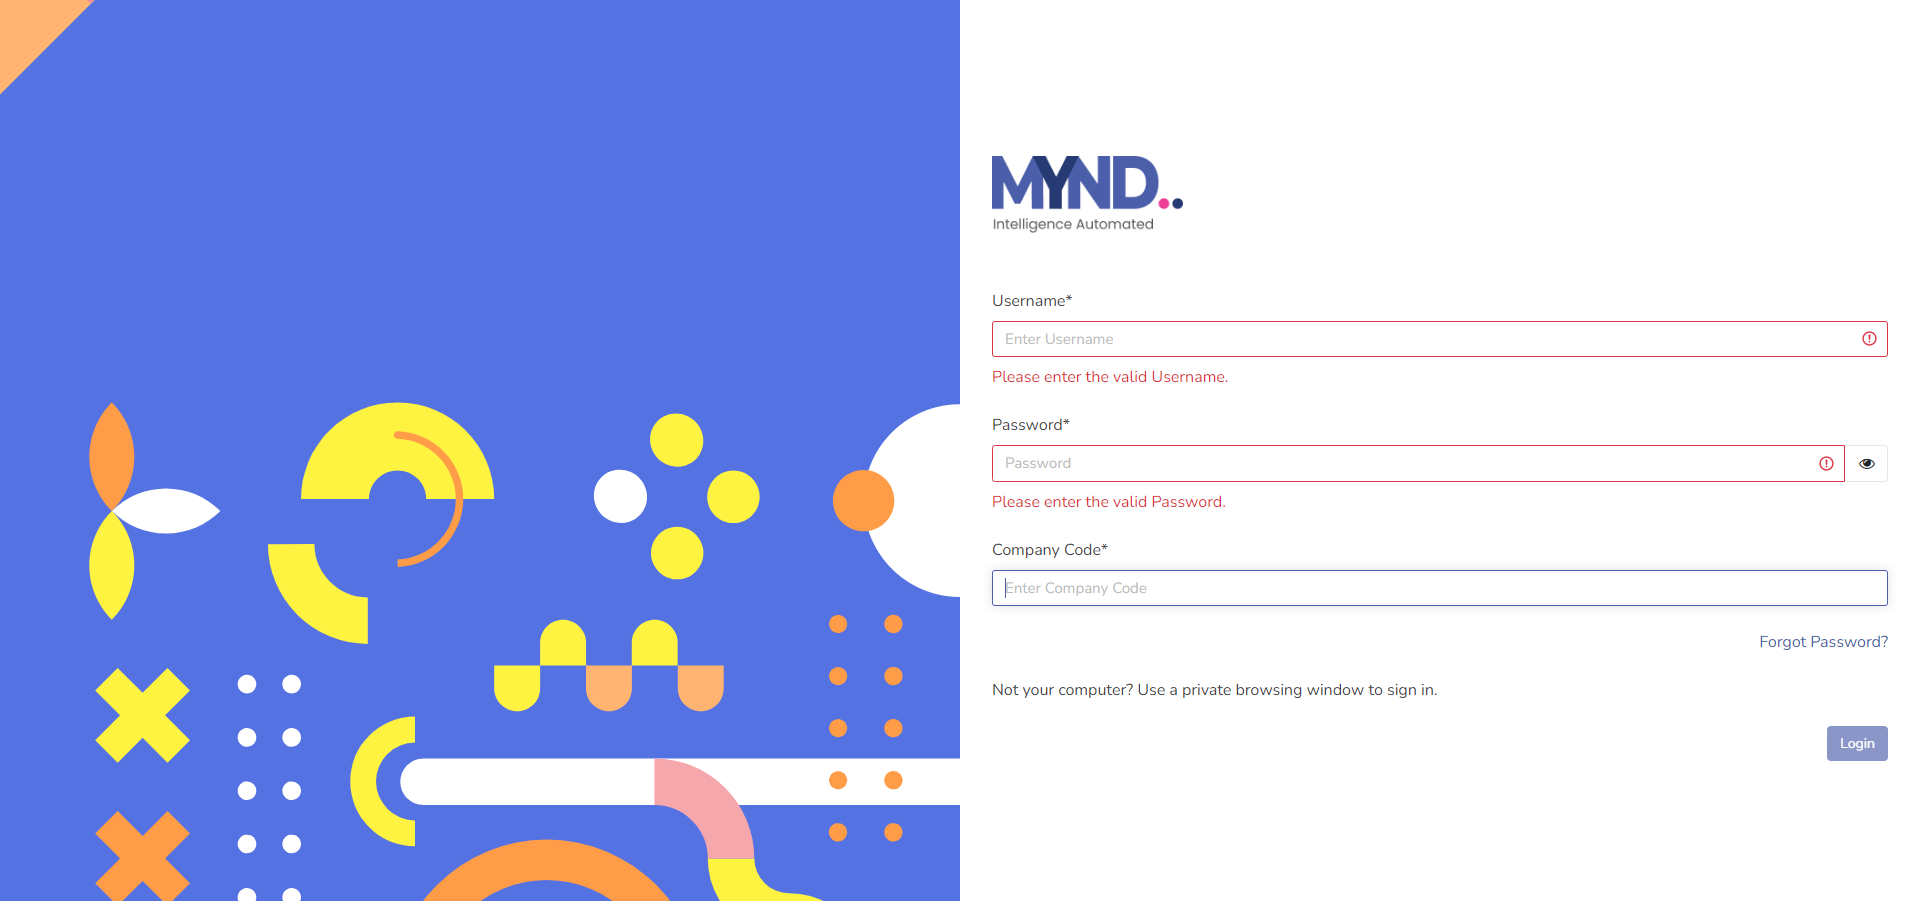 MYND..
Intelligence Automated
Username*
Enter Username
Please enter the valid Username.
Password*
Password
Please enter the valid Password.
Company Code*
Enter Company Code
Forgot Password?
Not your computer? Use a private browsing window to sign in.
Login